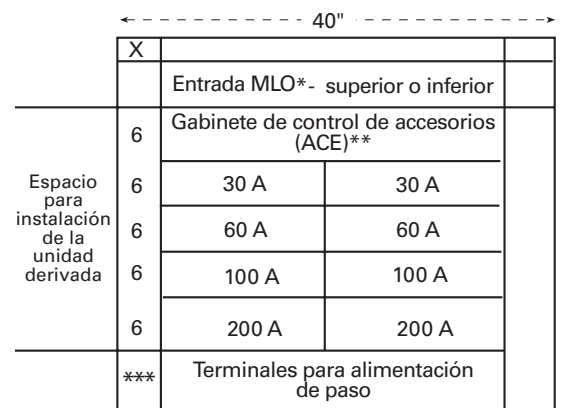 40"
X
Entrada MLO*- superior o inferior
6
Gabinete de control de accesorios
(ACE)**
Espacio
para
instalación
de la
unidad
derivada
6
30 A
30 A
6
60 A
60 A
6
100 A
100 A
6
200 A
200 A
***
Terminales para alimentación
de paso